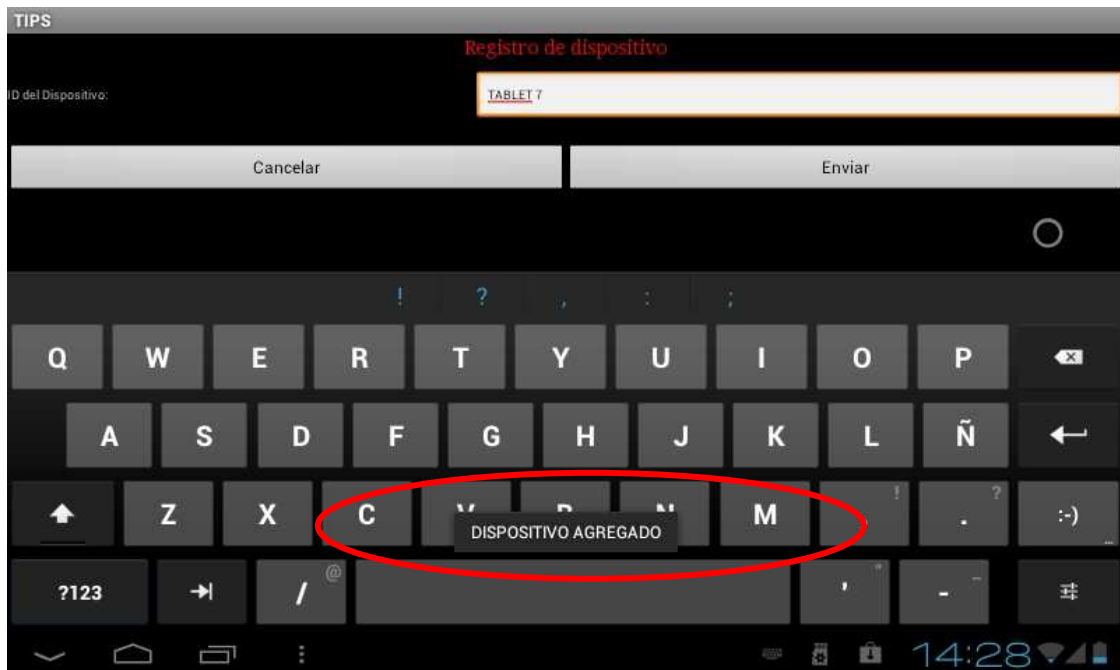 TIPS
Registro de dispositivo
ID del Dispositivo: TABLET 7
Cancelar Enviar
! ? , : ;
Q W E R T Y U I O P
A S D F G H J K L Ñ
Z X C V B N M , ! . ? :-) ...
DISPOSITIVO AGREGADO
?123 / @ ' " - _
14:28